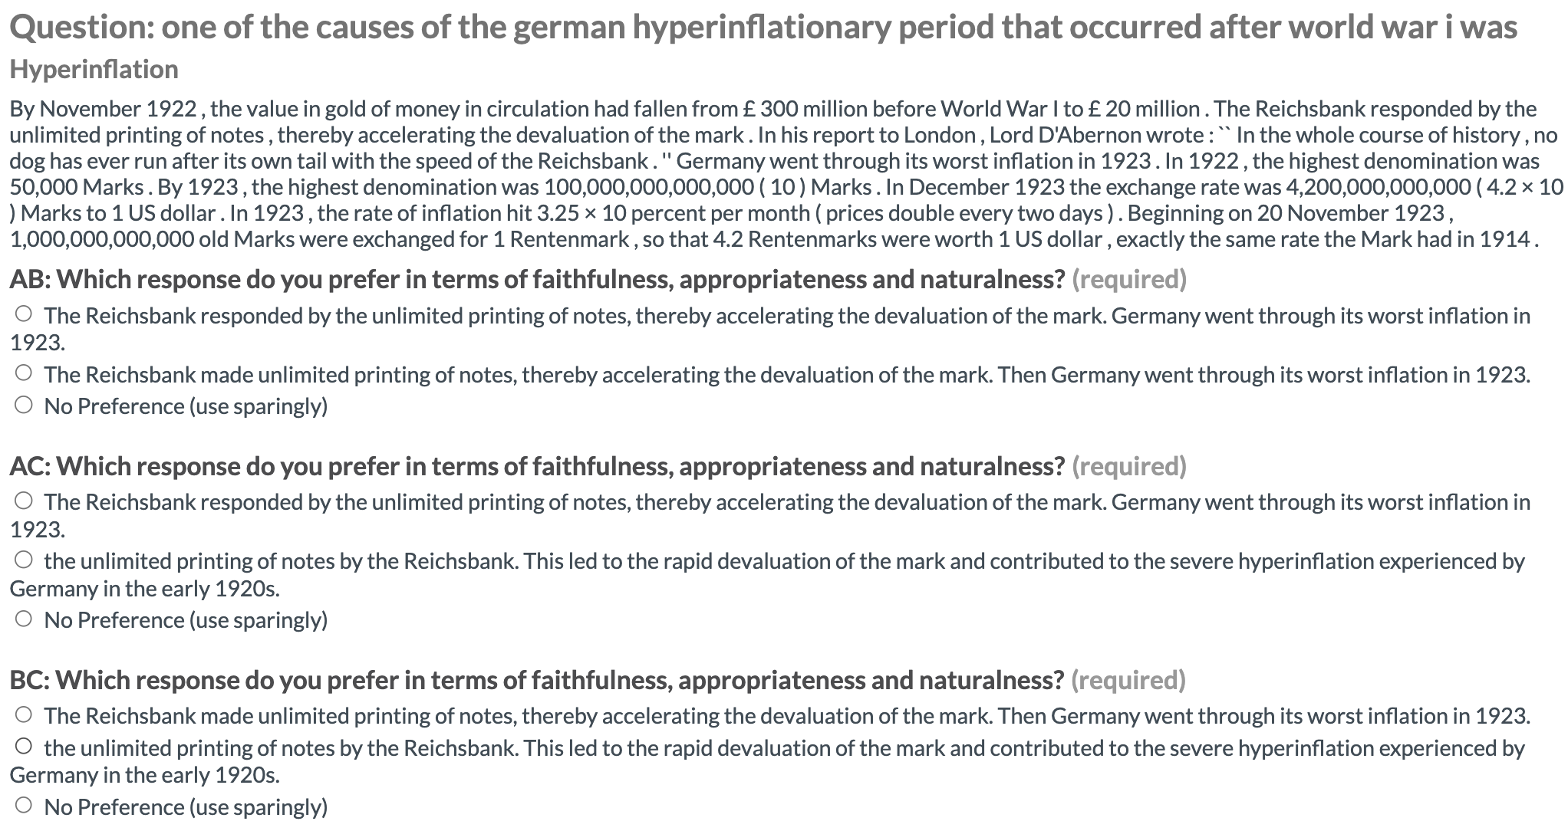 Question: one of the causes of the german hyperinflationary period that occurred after world war i was
Hyperinflation
By November 1922 , the value in gold of money in circulation had fallen from £ 300 million before World War I to £ 20 million . The Reichsbank responded by the
unlimited printing of notes , thereby accelerating the devaluation of the mark . In his report to London , Lord D'Abernon wrote : `` In the whole course of history , no
dog has ever run after its own tail with the speed of the Reichsbank . '' Germany went through its worst inflation in 1923 . In 1922 , the highest denomination was
50,000 Marks . By 1923 , the highest denomination was 100,000,000,000,000 ( 10 ) Marks . In December 1923 the exchange rate was 4,200,000,000,000 ( 4.2 × 10
) Marks to 1 US dollar . In 1923 , the rate of inflation hit 3.25 × 10 percent per month ( prices double every two days ) . Beginning on 20 November 1923 ,
1,000,000,000,000 old Marks were exchanged for 1 Rentenmark , so that 4.2 Rentenmarks were worth 1 US dollar , exactly the same rate the Mark had in 1914 .
AB: Which response do you prefer in terms of faithfulness, appropriateness and naturalness? (required)
The Reichsbank responded by the unlimited printing of notes, thereby accelerating the devaluation of the mark. Germany went through its worst inflation in
1923.
The Reichsbank made unlimited printing of notes, thereby accelerating the devaluation of the mark. Then Germany went through its worst inflation in 1923.
No Preference (use sparingly)
AC: Which response do you prefer in terms of faithfulness, appropriateness and naturalness? (required)
The Reichsbank responded by the unlimited printing of notes, thereby accelerating the devaluation of the mark. Germany went through its worst inflation in
1923.
the unlimited printing of notes by the Reichsbank. This led to the rapid devaluation of the mark and contributed to the severe hyperinflation experienced by
Germany in the early 1920s.
No Preference (use sparingly)
BC: Which response do you prefer in terms of faithfulness, appropriateness and naturalness? (required)
The Reichsbank made unlimited printing of notes, thereby accelerating the devaluation of the mark. Then Germany went through its worst inflation in 1923.
the unlimited printing of notes by the Reichsbank. This led to the rapid devaluation of the mark and contributed to the severe hyperinflation experienced by
Germany in the early 1920s.
No Preference (use sparingly)